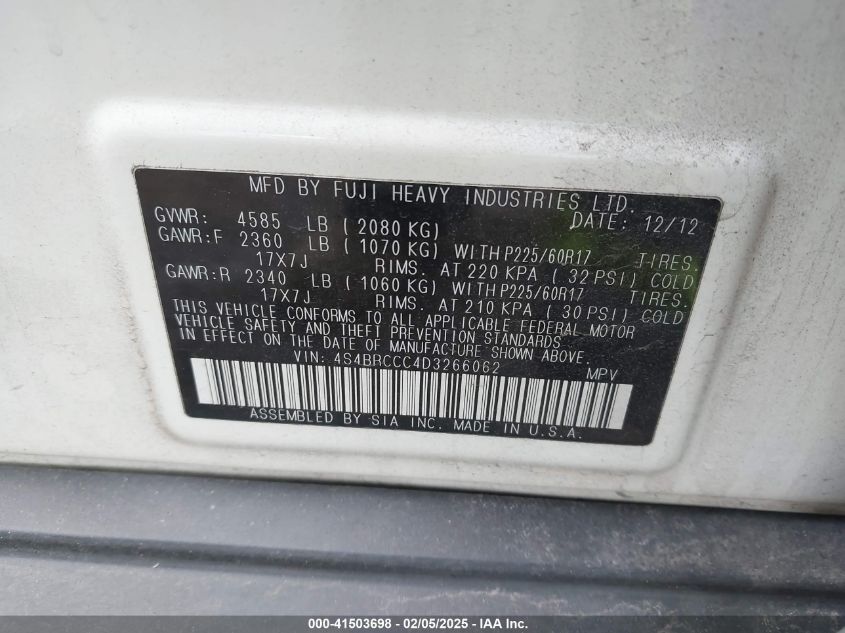 MFD BY FUJI HEAVY INDUSTRIES LTD.
GVWR: 4585 LB ( 2080 KG) DATE: 12/12
GAWR:F 2360 LB ( 1070 KG) WITH P225/60R17 TIRES.
17X7J RIMS. AT 220 KPA ( 32 PSI) COLD
GAWR:R 2340 LB ( 1060 KG) WITH P225/60R17 TIRES.
17X7J RIMS. AT 210 KPA ( 30 PSI) COLD
THIS VEHICLE CONFORMS TO ALL APPLICABLE FEDERAL MOTOR
VEHICLE SAFETY AND THEFT PREVENTION STANDARDS
IN EFFECT ON THE DATE OF MANUFACTURE SHOWN ABOVE.
VIN: 4S4BRCCC4D3266062 MPV
ASSEMBLED BY SIA INC. MADE IN U.S.A.
000-41503698 - 02/05/2025 - COPYRIGHT IAA, INC.